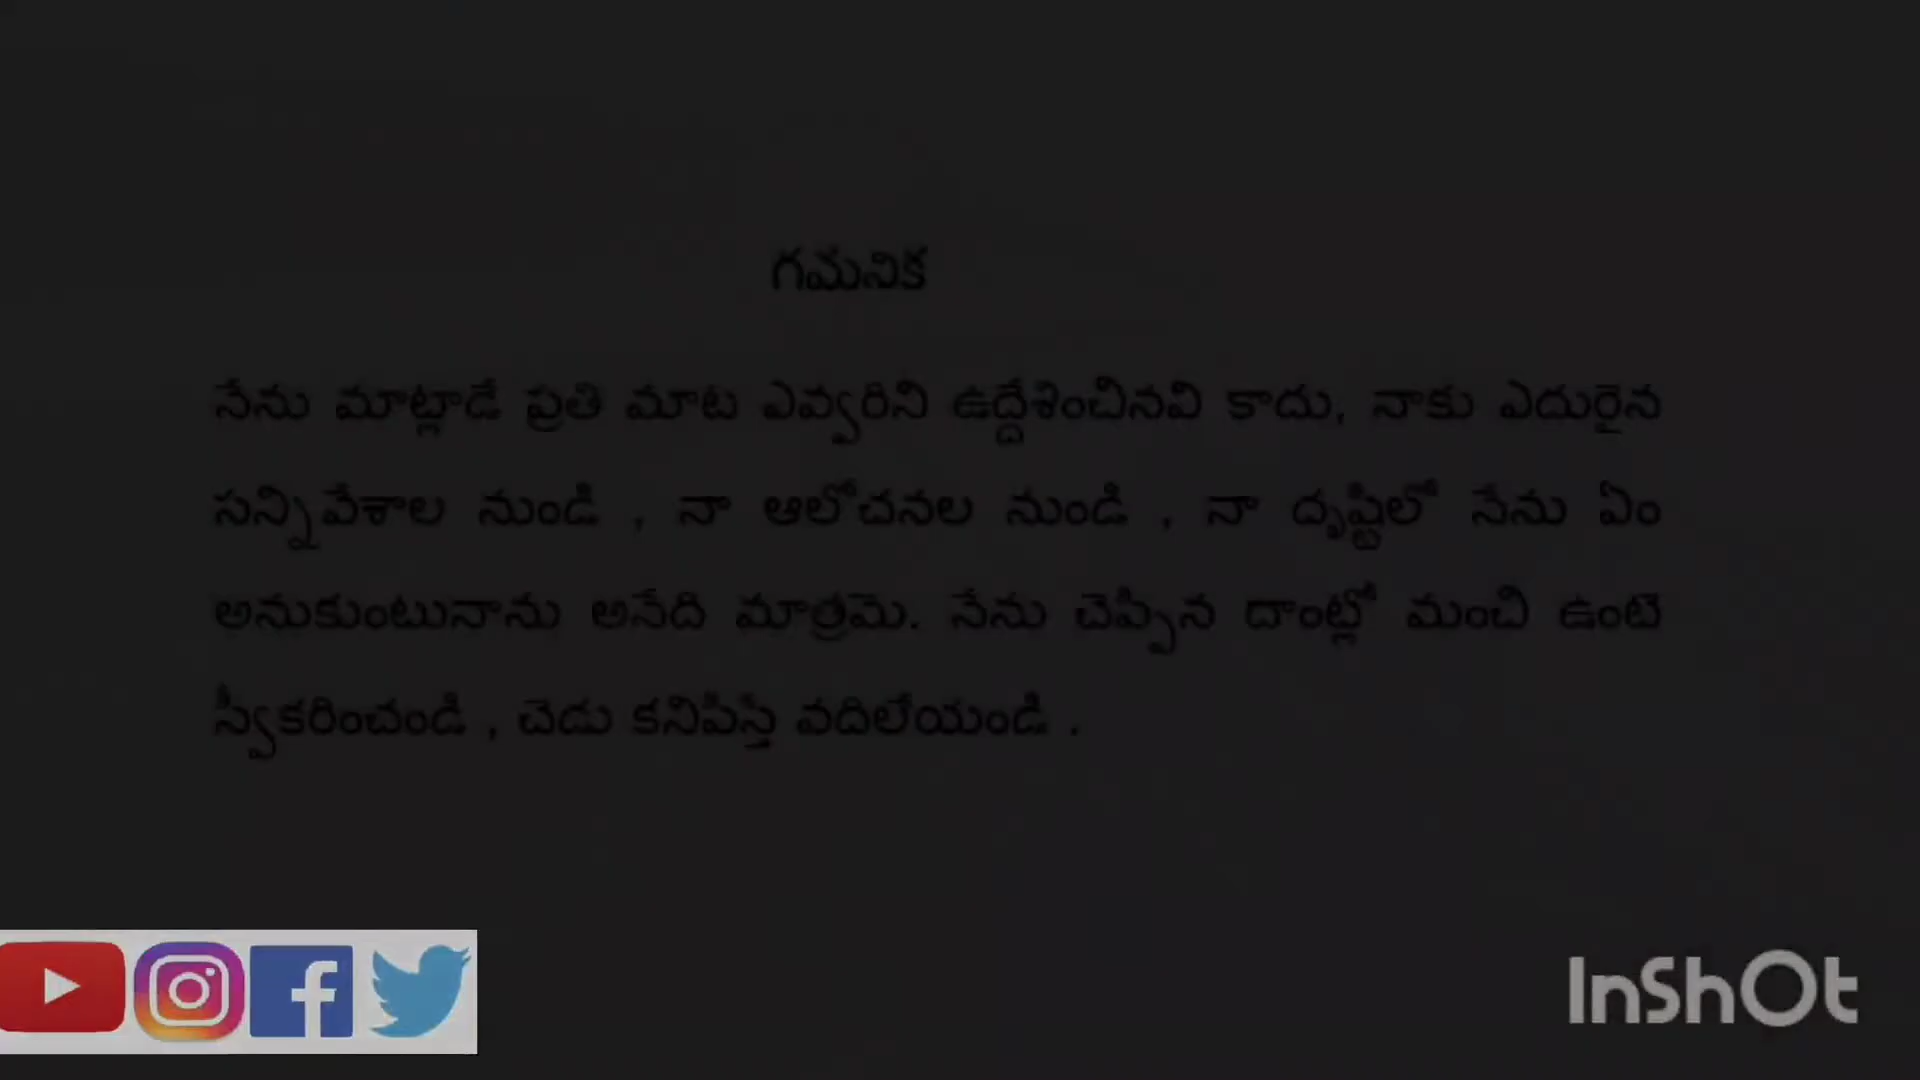 గమనిక
నేను మాట్లాడే ప్రతి మాట ఎవ్వరిని ఉద్దేశించినవి కాదు, నాకు ఎదురైన
సన్నివేశాల నుండి , నా ఆలోచనల నుండి , నా దృష్టిలో నేను ఏం
అనుకుంటునాను అనేది మాత్రమె. నేను చెప్పిన దాంట్లో మంచి ఉంటె
స్వీకరించండి , చెడు కనిపిస్తే వదిలేయండి .
InShOt